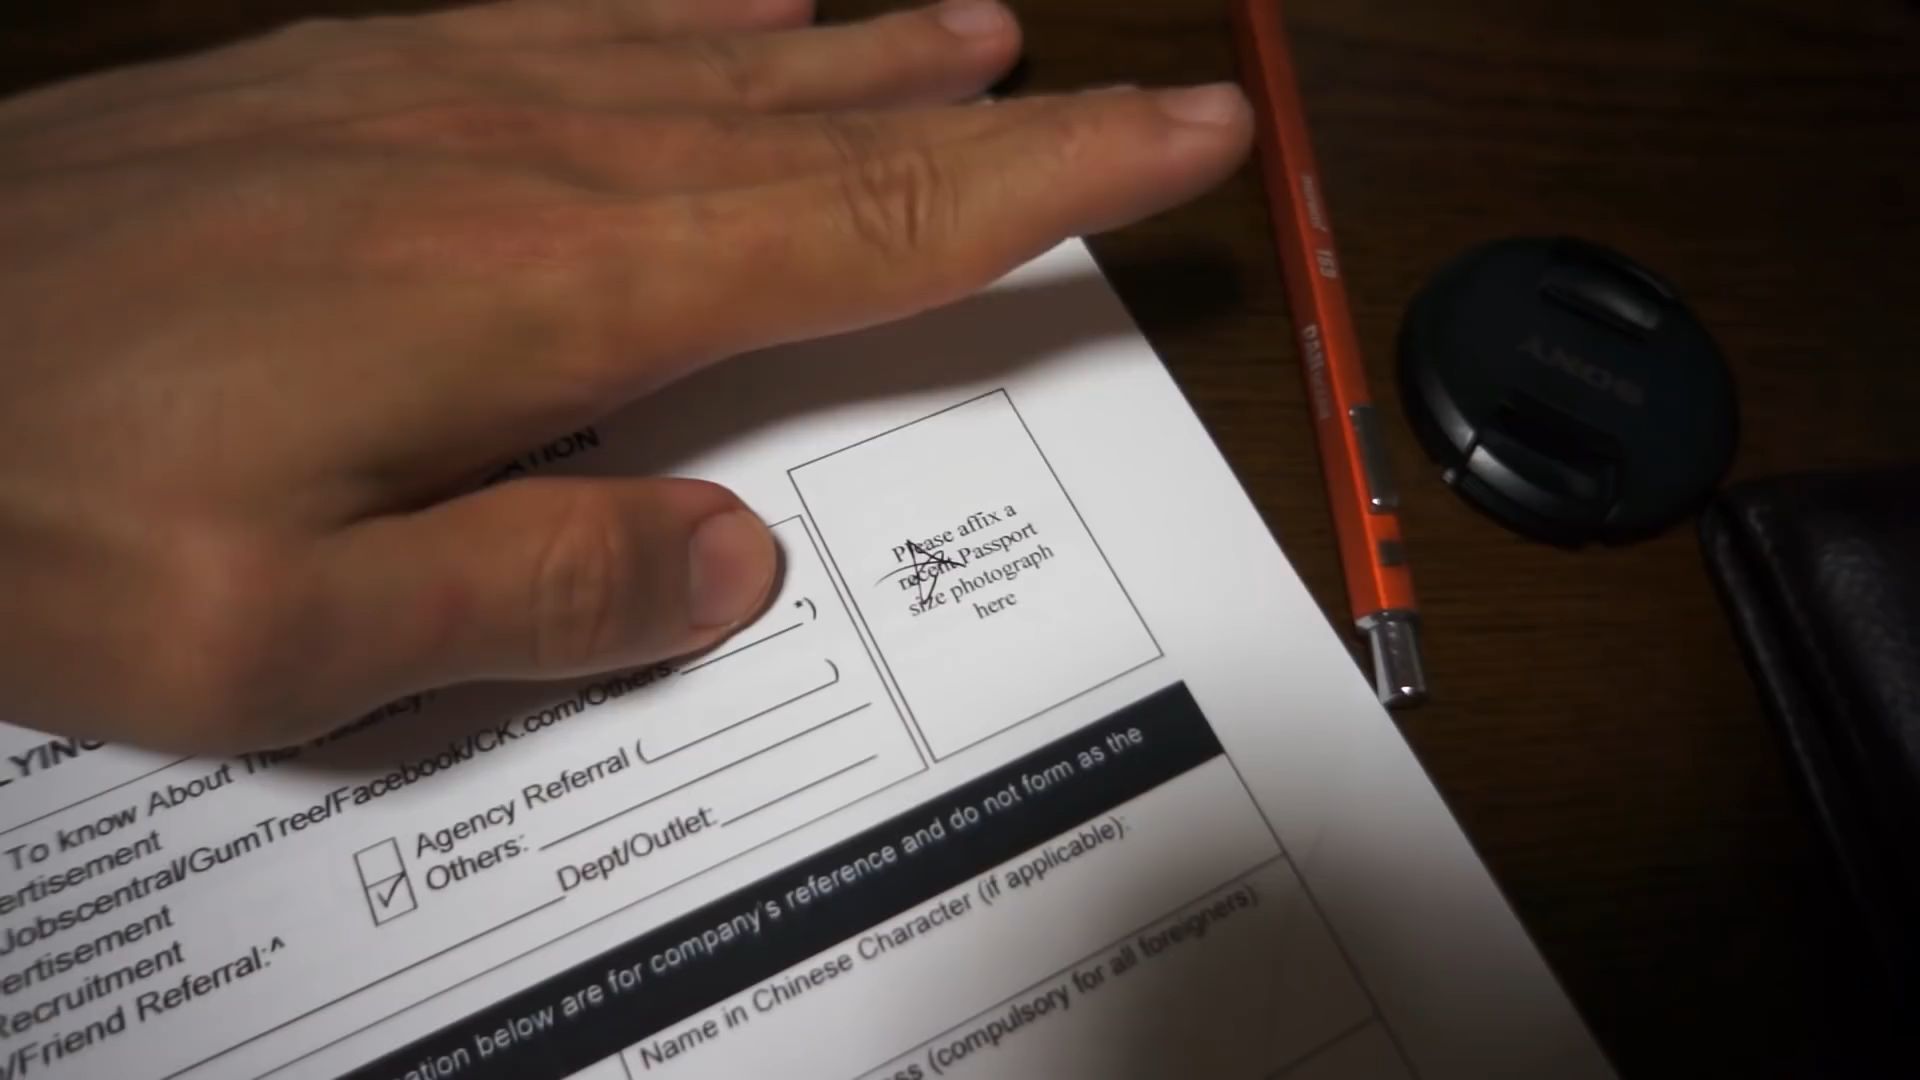 ATION
Please affix a
recent Passport
size photograph
here
*)
LYING
To know About
Jobscentral/GumTree/Facebook/CK.com/Others:
Agency Referral ( )
Others:
Dept/Outlet:
ertisement
ertisement
Recruitment
/Friend Referral:^
ation below are for company's reference and do not form as the
Name in Chinese Character (if applicable):
ss (compulsory for all foreigners)
SONY